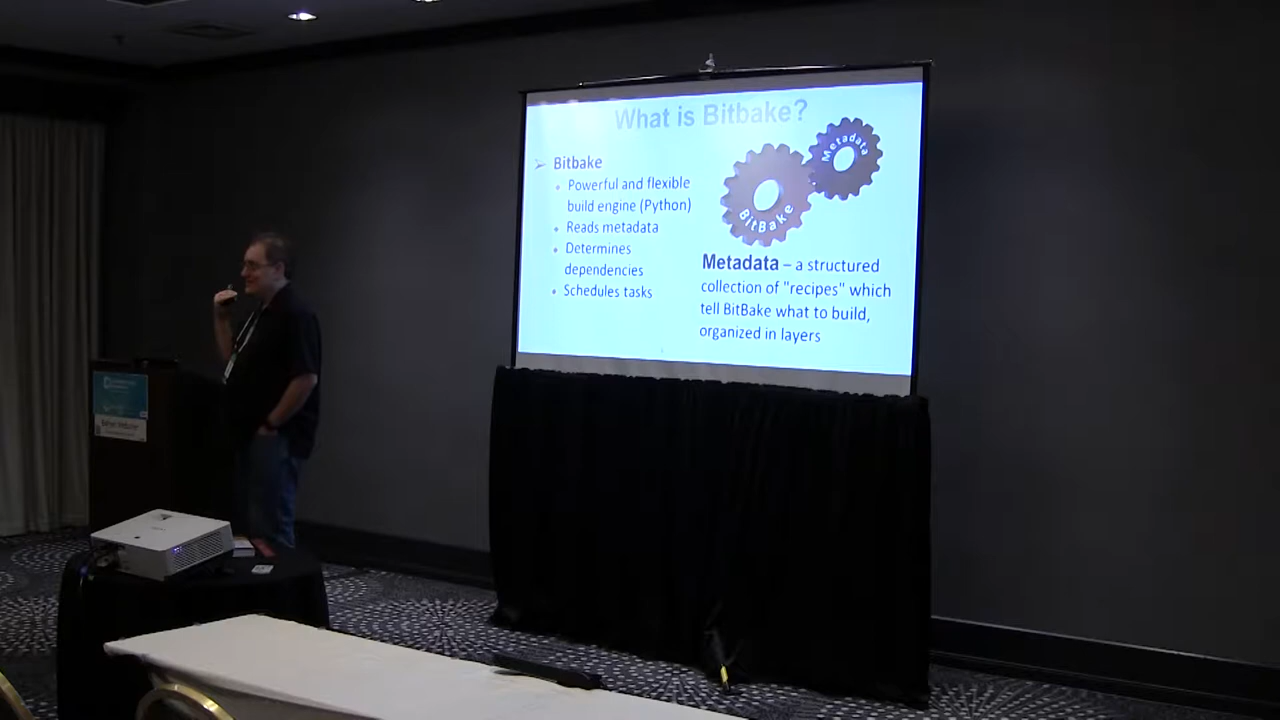 What is Bitbake?
Bitbake
Powerful and flexible
build engine (Python)
Reads metadata
Determines
dependencies
Schedules tasks
BitBake
Metadata
Metadata – a structured
collection of "recipes" which
tell BitBake what to build,
organized in layers